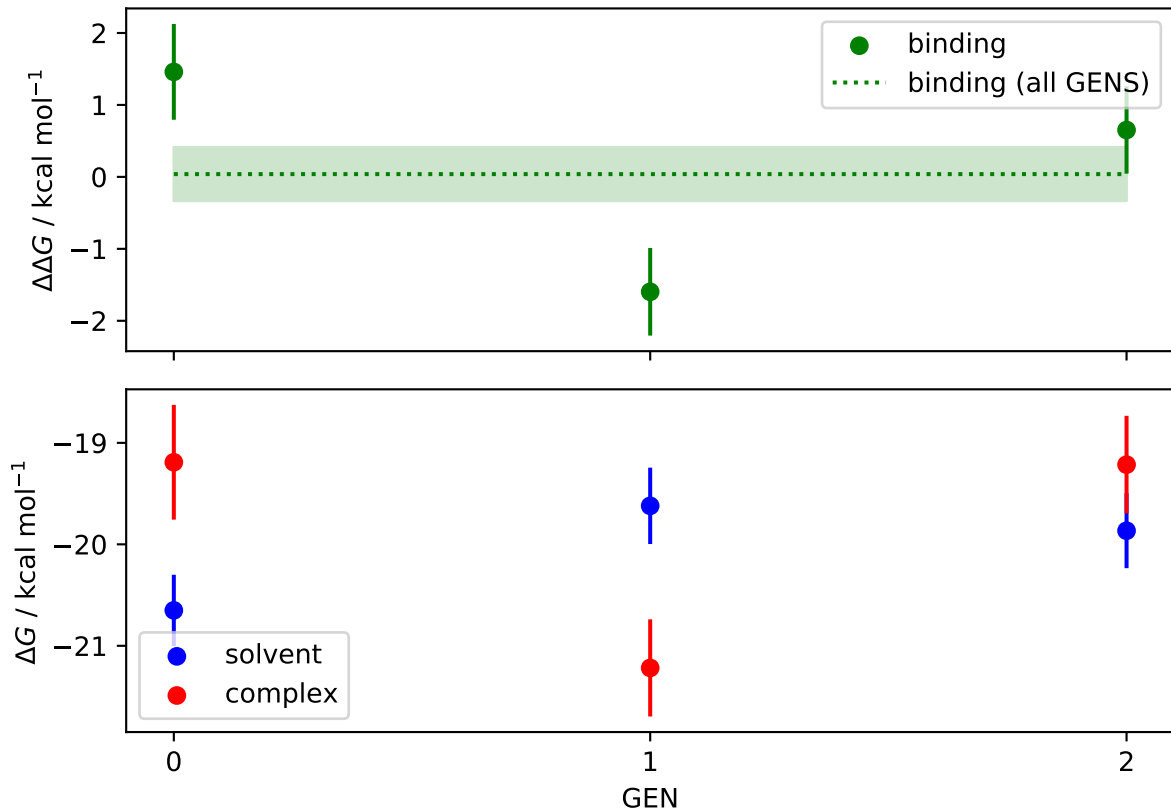 2
1
0
−1
−2
ΔΔG / kcal mol⁻¹
binding
binding (all GENS)
−19
−20
−21
ΔG / kcal mol⁻¹
solvent
complex
0
1
2
GEN